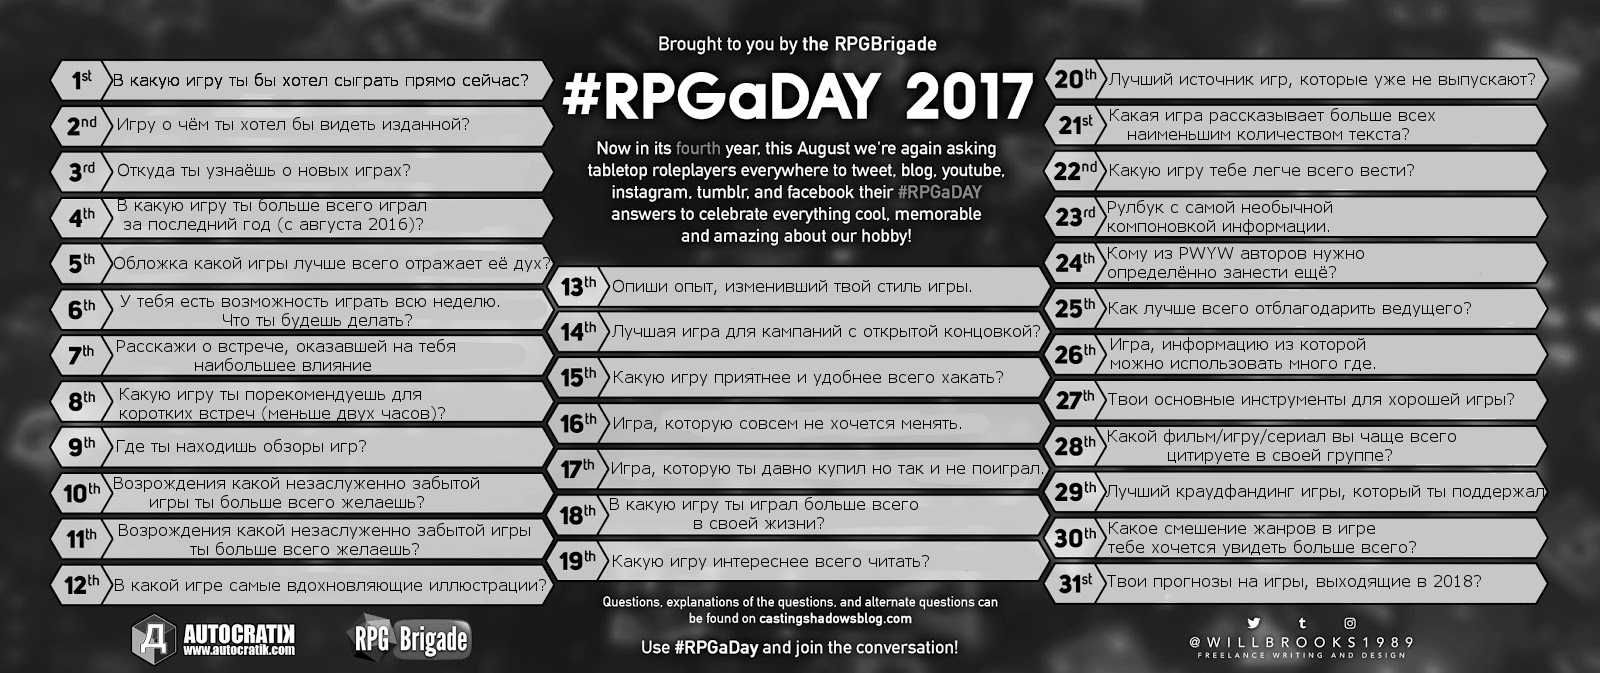 Brought to you by the RPGBrigade
#RPGaDAY 2017
Now in its fourth year, this August we're again asking
tabletop roleplayers everywhere to tweet, blog, youtube,
instagram, tumblr, and facebook their #RPGaDAY
answers to celebrate everything cool, memorable
and amazing about our hobby!
1st В какую игру ты бы хотел сыграть прямо сейчас?
2nd Игру о чём ты хотел бы видеть изданной?
3rd Откуда ты узнаёшь о новых играх?
4th В какую игру ты больше всего играл
за последний год (с августа 2016)?
5th Обложка какой игры лучше всего отражает её дух?
6th У тебя есть возможность играть всю неделю.
Что ты будешь делать?
7th Расскажи о встрече, оказавшей на тебя
наибольшее влияние
8th Какую игру ты порекомендуешь для
коротких встреч (меньше двух часов)?
9th Где ты находишь обзоры игр?
10th Возрождения какой незаслуженно забытой
игры ты больше всего желаешь?
11th Возрождения какой незаслуженно забытой игры
ты больше всего желаешь?
12th В какой игре самые вдохновляющие иллюстрации?
13th Опиши опыт, изменивший твой стиль игры.
14th Лучшая игра для кампаний с открытой концовкой?
15th Какую игру приятнее и удобнее всего хакать?
16th Игра, которую совсем не хочется менять.
17th Игра, которую ты давно купил но так и не поиграл.
18th В какую игру ты играл больше всего
в своей жизни?
19th Какую игру интереснее всего читать?
20th Лучший источник игр, которые уже не выпускают?
21st Какая игра рассказывает больше всех
наименьшим количеством текста?
22nd Какую игру тебе легче всего вести?
23rd Рулбук с самой необычной
компоновкой информации.
24th Кому из PWYW авторов нужно
определённо занести ещё?
25th Как лучше всего отблагодарить ведущего?
26th Игра, информацию из которой
можно использовать много где.
27th Твои основные инструменты для хорошей игры?
28th Какой фильм/игру/сериал вы чаще всего
цитируете в своей группе?
29th Лучший краудфандинг игры, который ты поддержал
30th Какое смешение жанров в игре
тебе хочется увидеть больше всего?
31st Твои прогнозы на игры, выходящие в 2018?
Questions, explanations of the questions, and alternate questions can
be found on castingshadowsblog.com
Use #RPGaDay and join the conversation!
AUTOCRATIK
www.autocratik.com
RPG Brigade
@WILLBROOKS1989
FREELANCE WRITING AND DESIGN